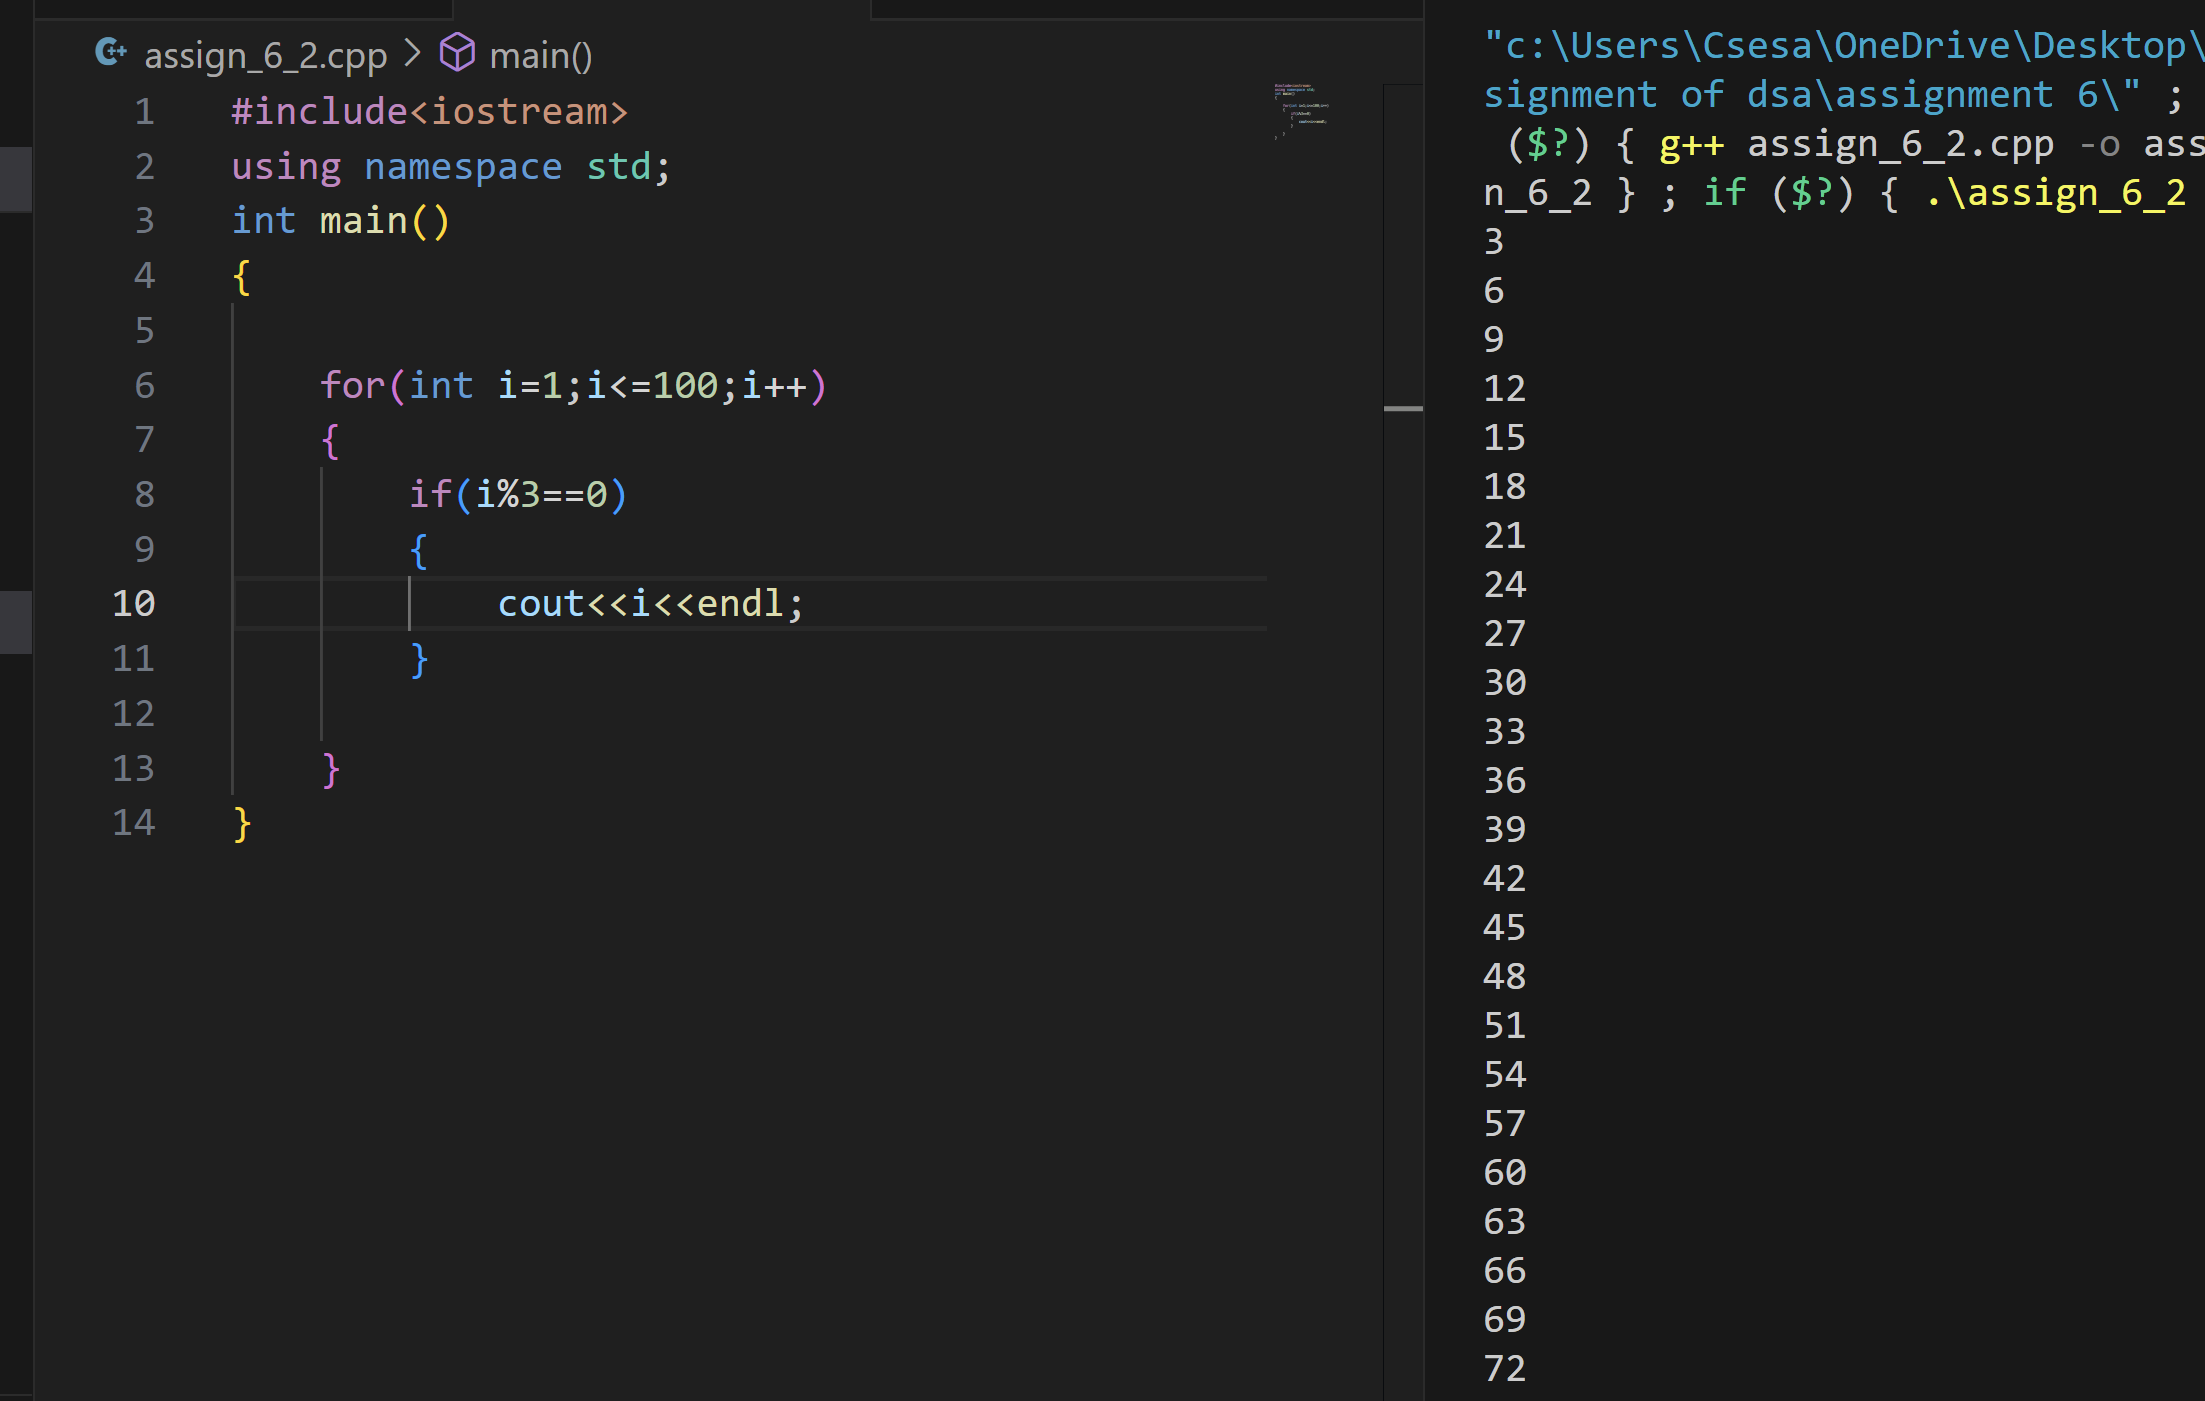 assign_6_2.cpp > main()
1 #include<iostream>
2 using namespace std;
3 int main()
4 {
5
6 for(int i=1;i<=100;i++)
7 {
8 if(i%3==0)
9 {
10 cout<<i<<endl;
11 }
12
13 }
14 }
"c:\Users\Csesa\OneDrive\Desktop\
signment of dsa\assignment 6\" ;
($?) { g++ assign_6_2.cpp -o ass
n_6_2 } ; if ($?) { .\assign_6_2
3
6
9
12
15
18
21
24
27
30
33
36
39
42
45
48
51
54
57
60
63
66
69
72